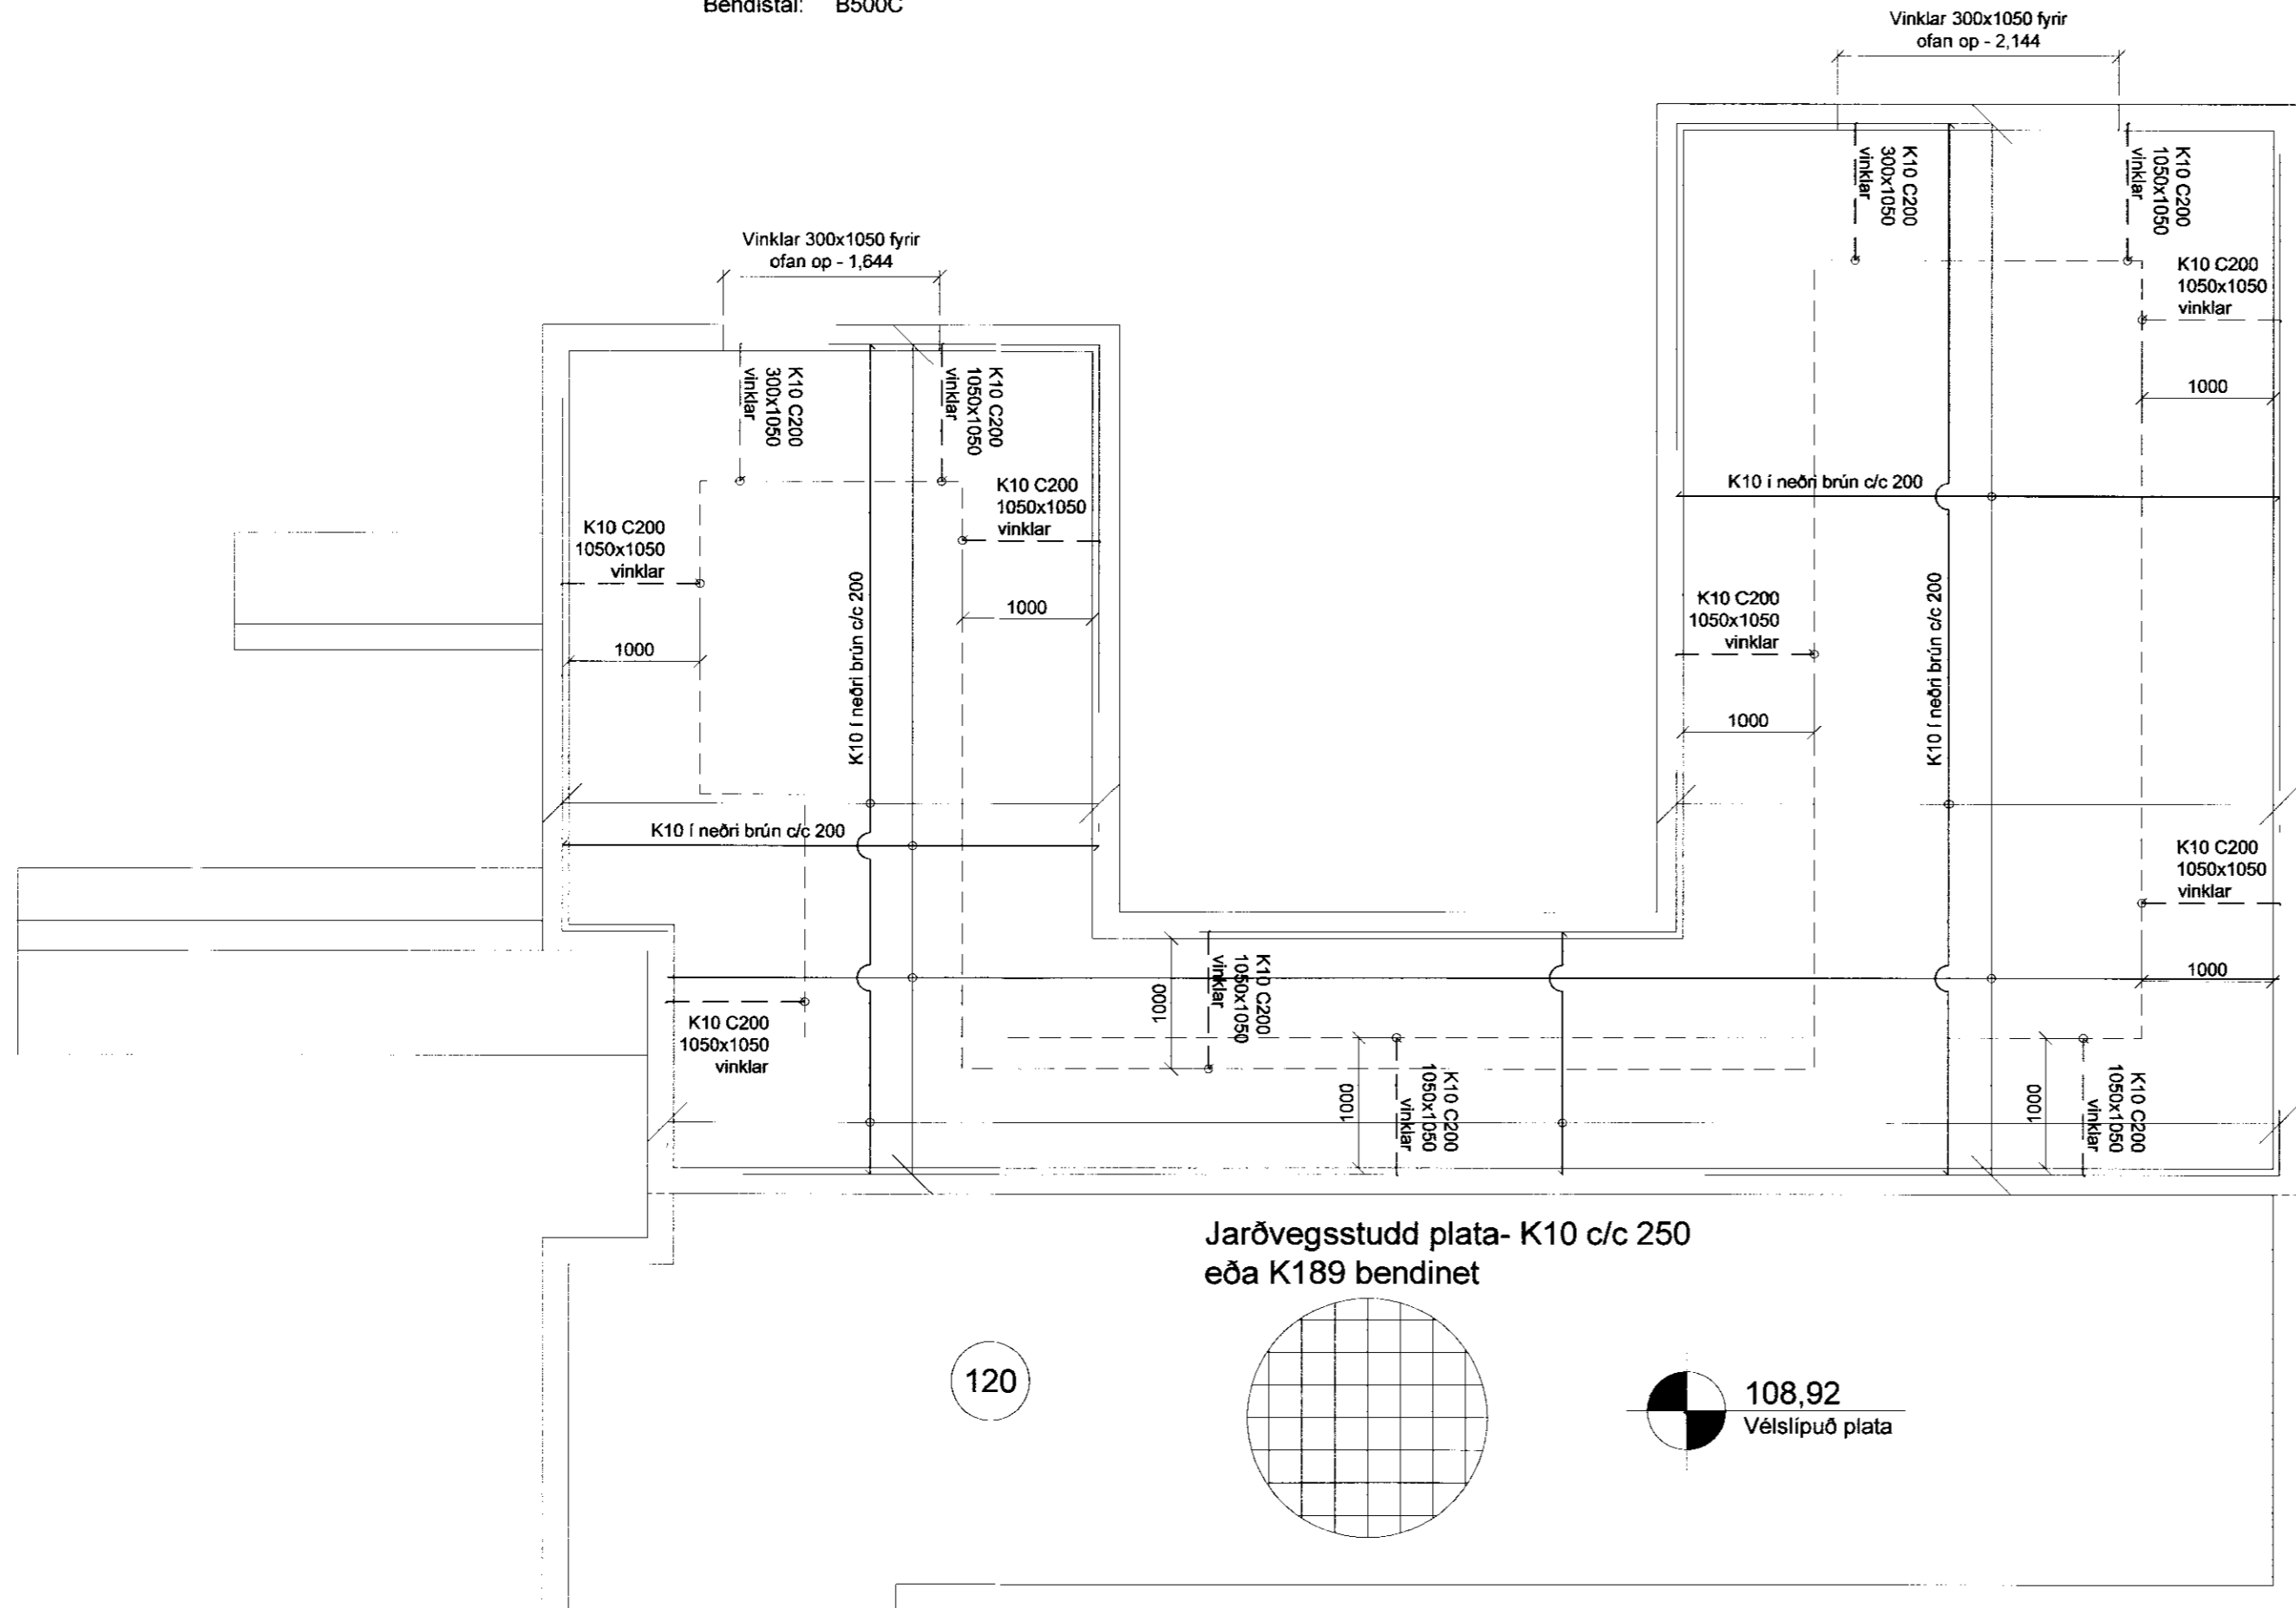 Bendistál: B500C
Vinklar 300x1050 fyrir
ofan op - 2,144
Vinklar 300x1050 fyrir
ofan op - 1,644
K10 C200
300x1050
vinklar
K10 C200
1050x1050
vinklar
K10 C200
1050x1050
vinklar
1000
K10 C200
300x1050
vinklar
K10 C200
1050x1050
vinklar
K10 C200
1050x1050
vinklar
K10 C200
1050x1050
vinklar
1000
1000
K10 í neðri brún c/c 200
K10 í neðri brún c/c 200
K10 í neðri brún c/c 200
K10 í neðri brún c/c 200
K10 C200
1050x1050
vinklar
1000
K10 C200
1050x1050
vinklar
1000
K10 C200
1050x1050
vinklar
K10 C200
1050x1050
vinklar
1000
K10 C200
1050x1050
vinklar
1000
K10 C200
1050x1050
vinklar
1000
Jarðvegsstudd plata- K10 c/c 250
eða K189 bendinet
120
108,92
Vélslípuð plata